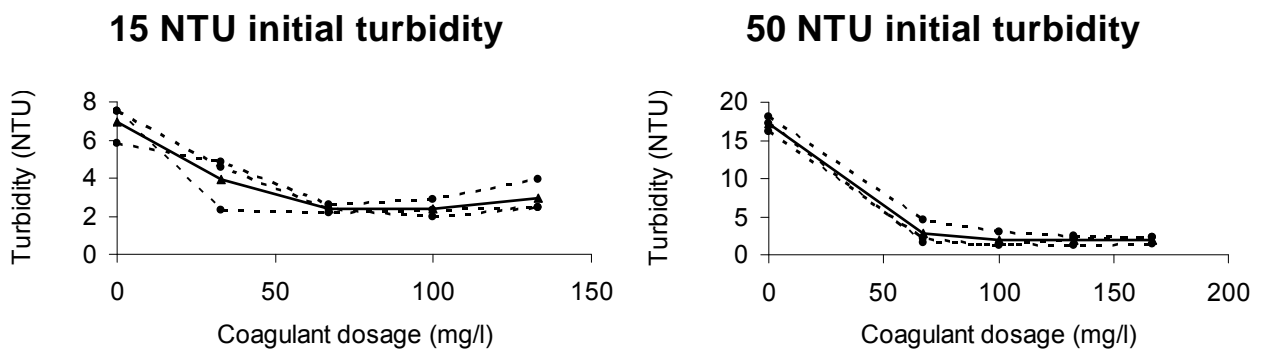 15 NTU initial turbidity
Turbidity (NTU)
8
6
4
2
0
0 50 100 150
Coagulant dosage (mg/l)
50 NTU initial turbidity
Turbidity (NTU)
20
15
10
5
0
0 50 100 150 200
Coagulant dosage (mg/l)